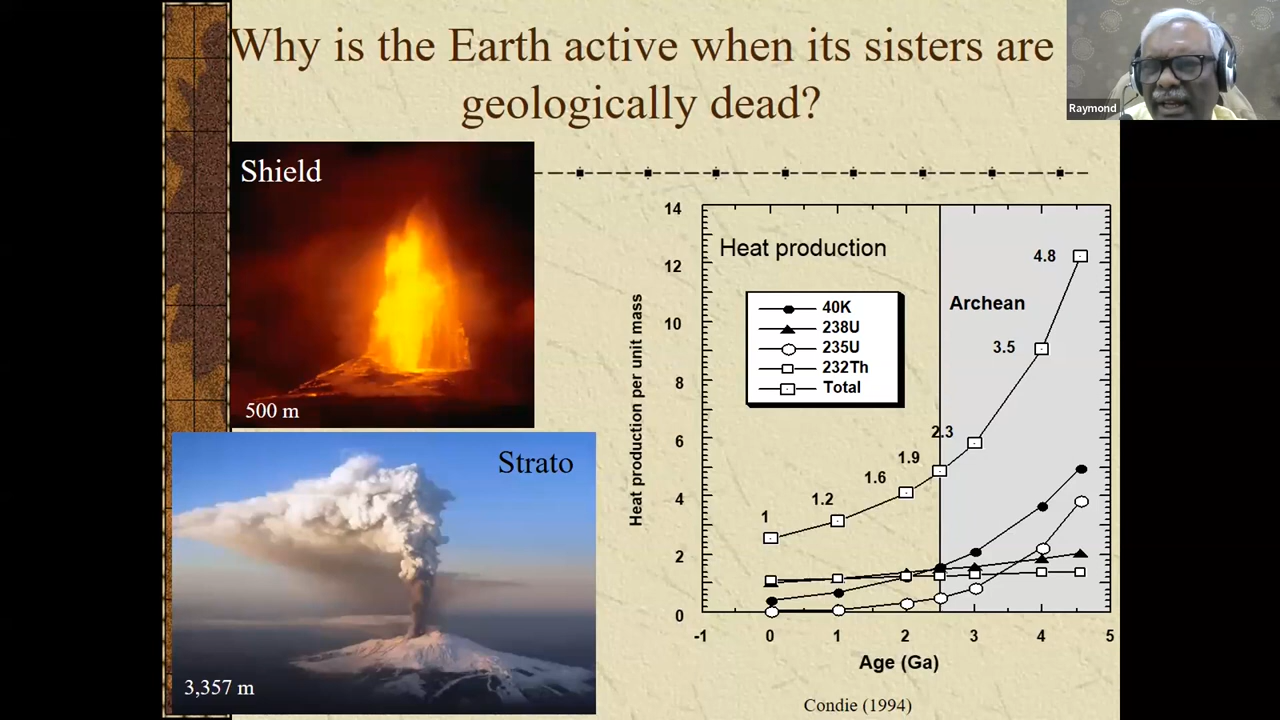 Why is the Earth active when its sisters are
geologically dead?
Raymond
Shield
500 m
Strato
3,357 m
14
12
10
8
6
4
2
0
Heat production per unit mass
Heat production
40K
238U
235U
232Th
Total
Archean
4.8
3.5
2.3
1.9
1.6
1.2
1
-1 0 1 2 3 4 5
Age (Ga)
Condie (1994)